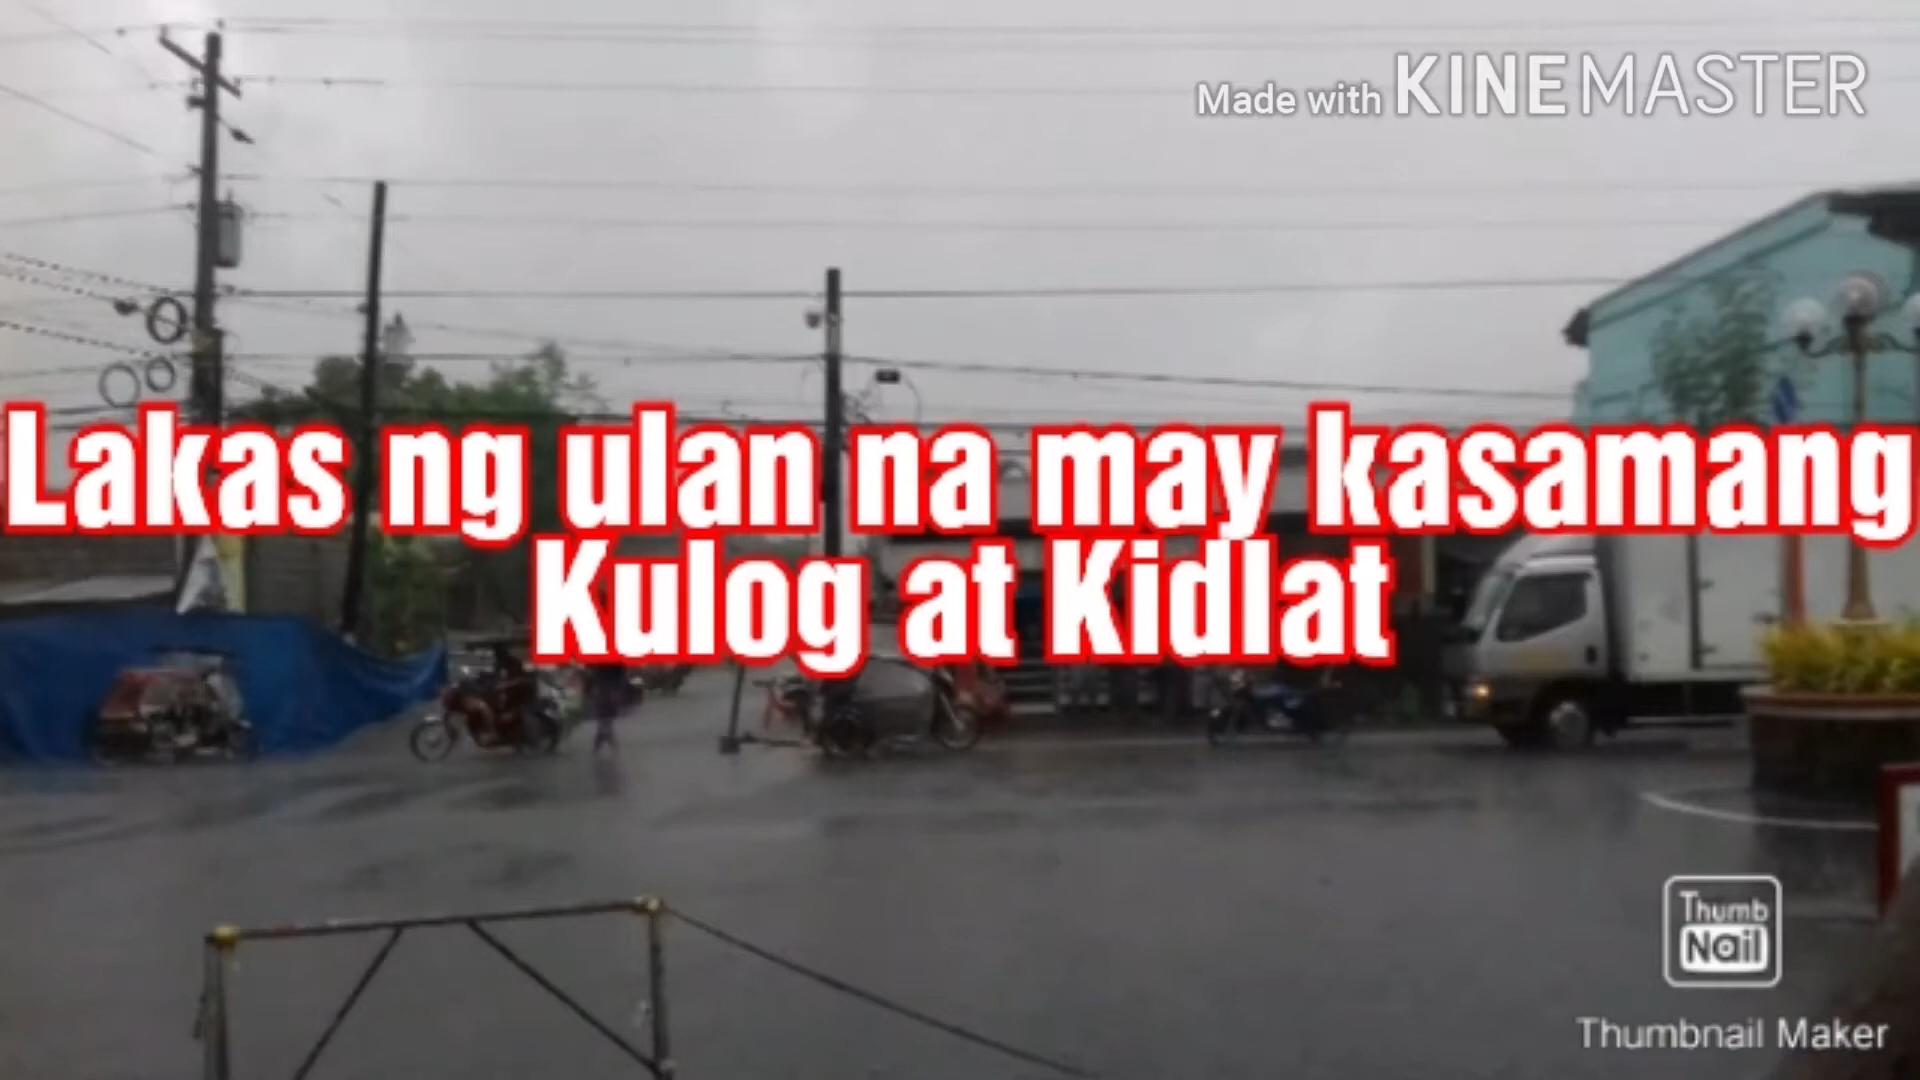 Made with KINEMASTER
Lakas ng ulan na may kasamang
Kulog at Kidlat
Thumb
Nail
Thumbnail Maker